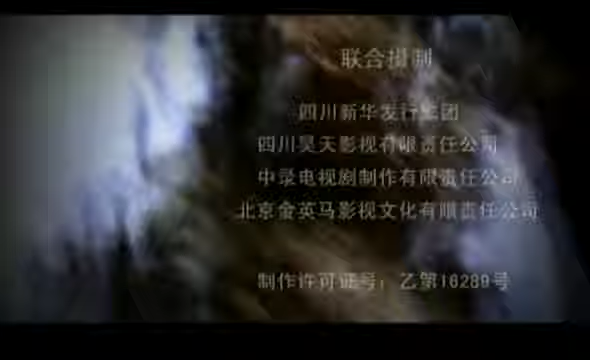 联合摄制
四川新华发行集团
四川昊天影视有限责任公司
中录电视剧制作有限责任公司
北京金英马影视文化有限责任公司
制作许可证号：乙第16289号